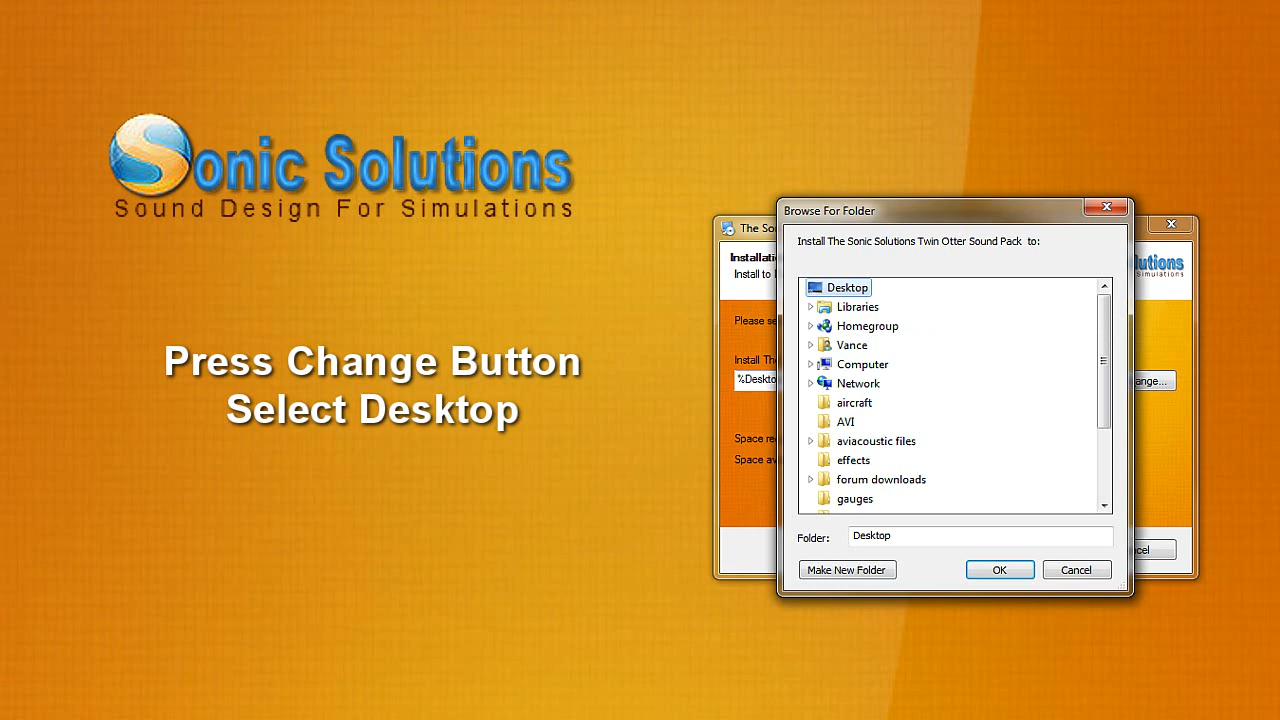 Sonic Solutions
Sound Design For Simulations
Press Change Button
Select Desktop
The So
Installati
Install to
lutions
Simulations
Please se
Install Th
%Deskto
ange...
Space re
Space av
cel
Browse For Folder
Install The Sonic Solutions Twin Otter Sound Pack to:
Desktop
Libraries
Homegroup
Vance
Computer
Network
aircraft
AVI
aviacoustic files
effects
forum downloads
gauges
Folder: Desktop
Make New Folder OK Cancel